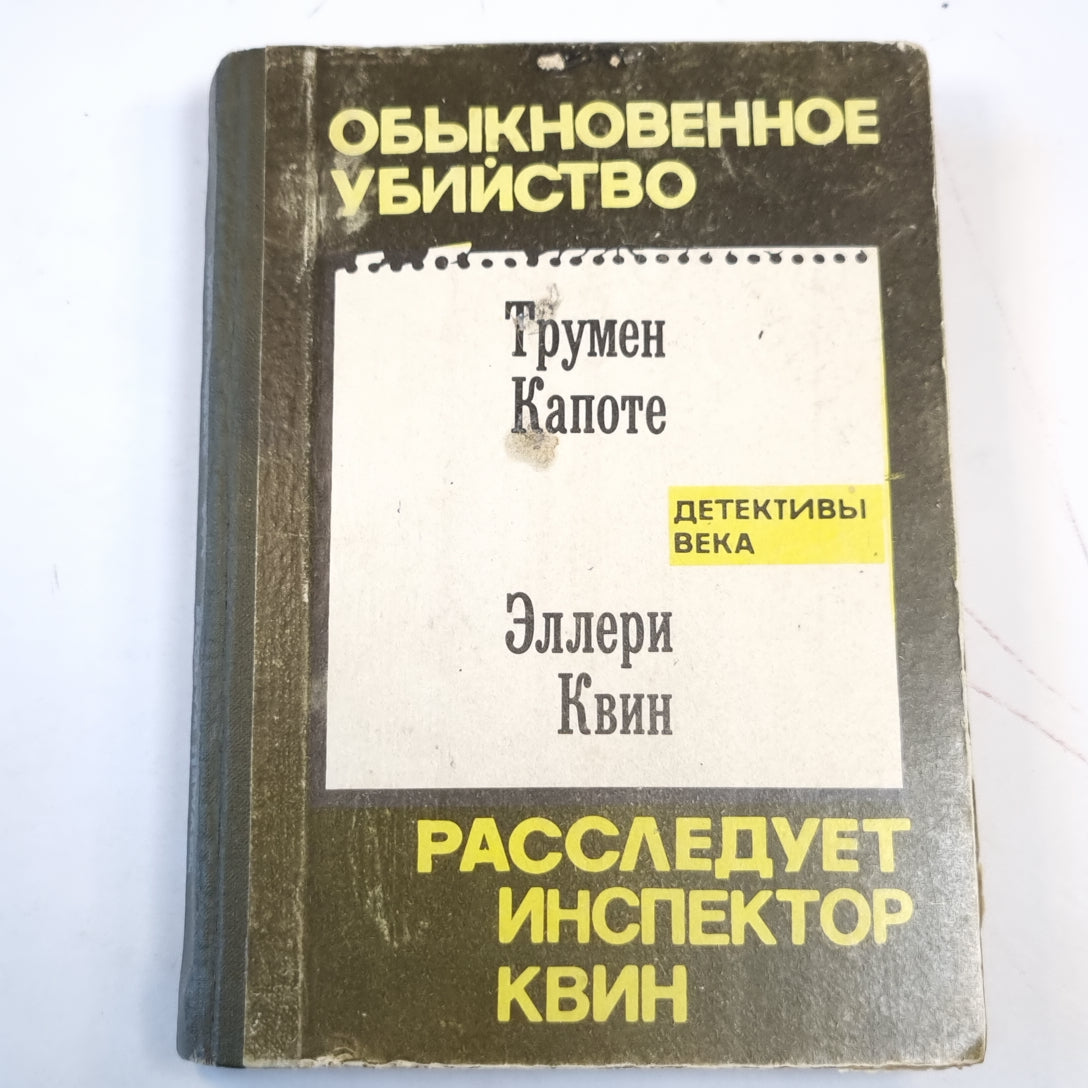 ОБЫКНОВЕННОЕ
УБИЙСТВО
Трумен
Капоте
ДЕТЕКТИВЫ
ВЕКА
Эллери
Квин
РАССЛЕДУЕТ
ИНСПЕКТОР
КВИН